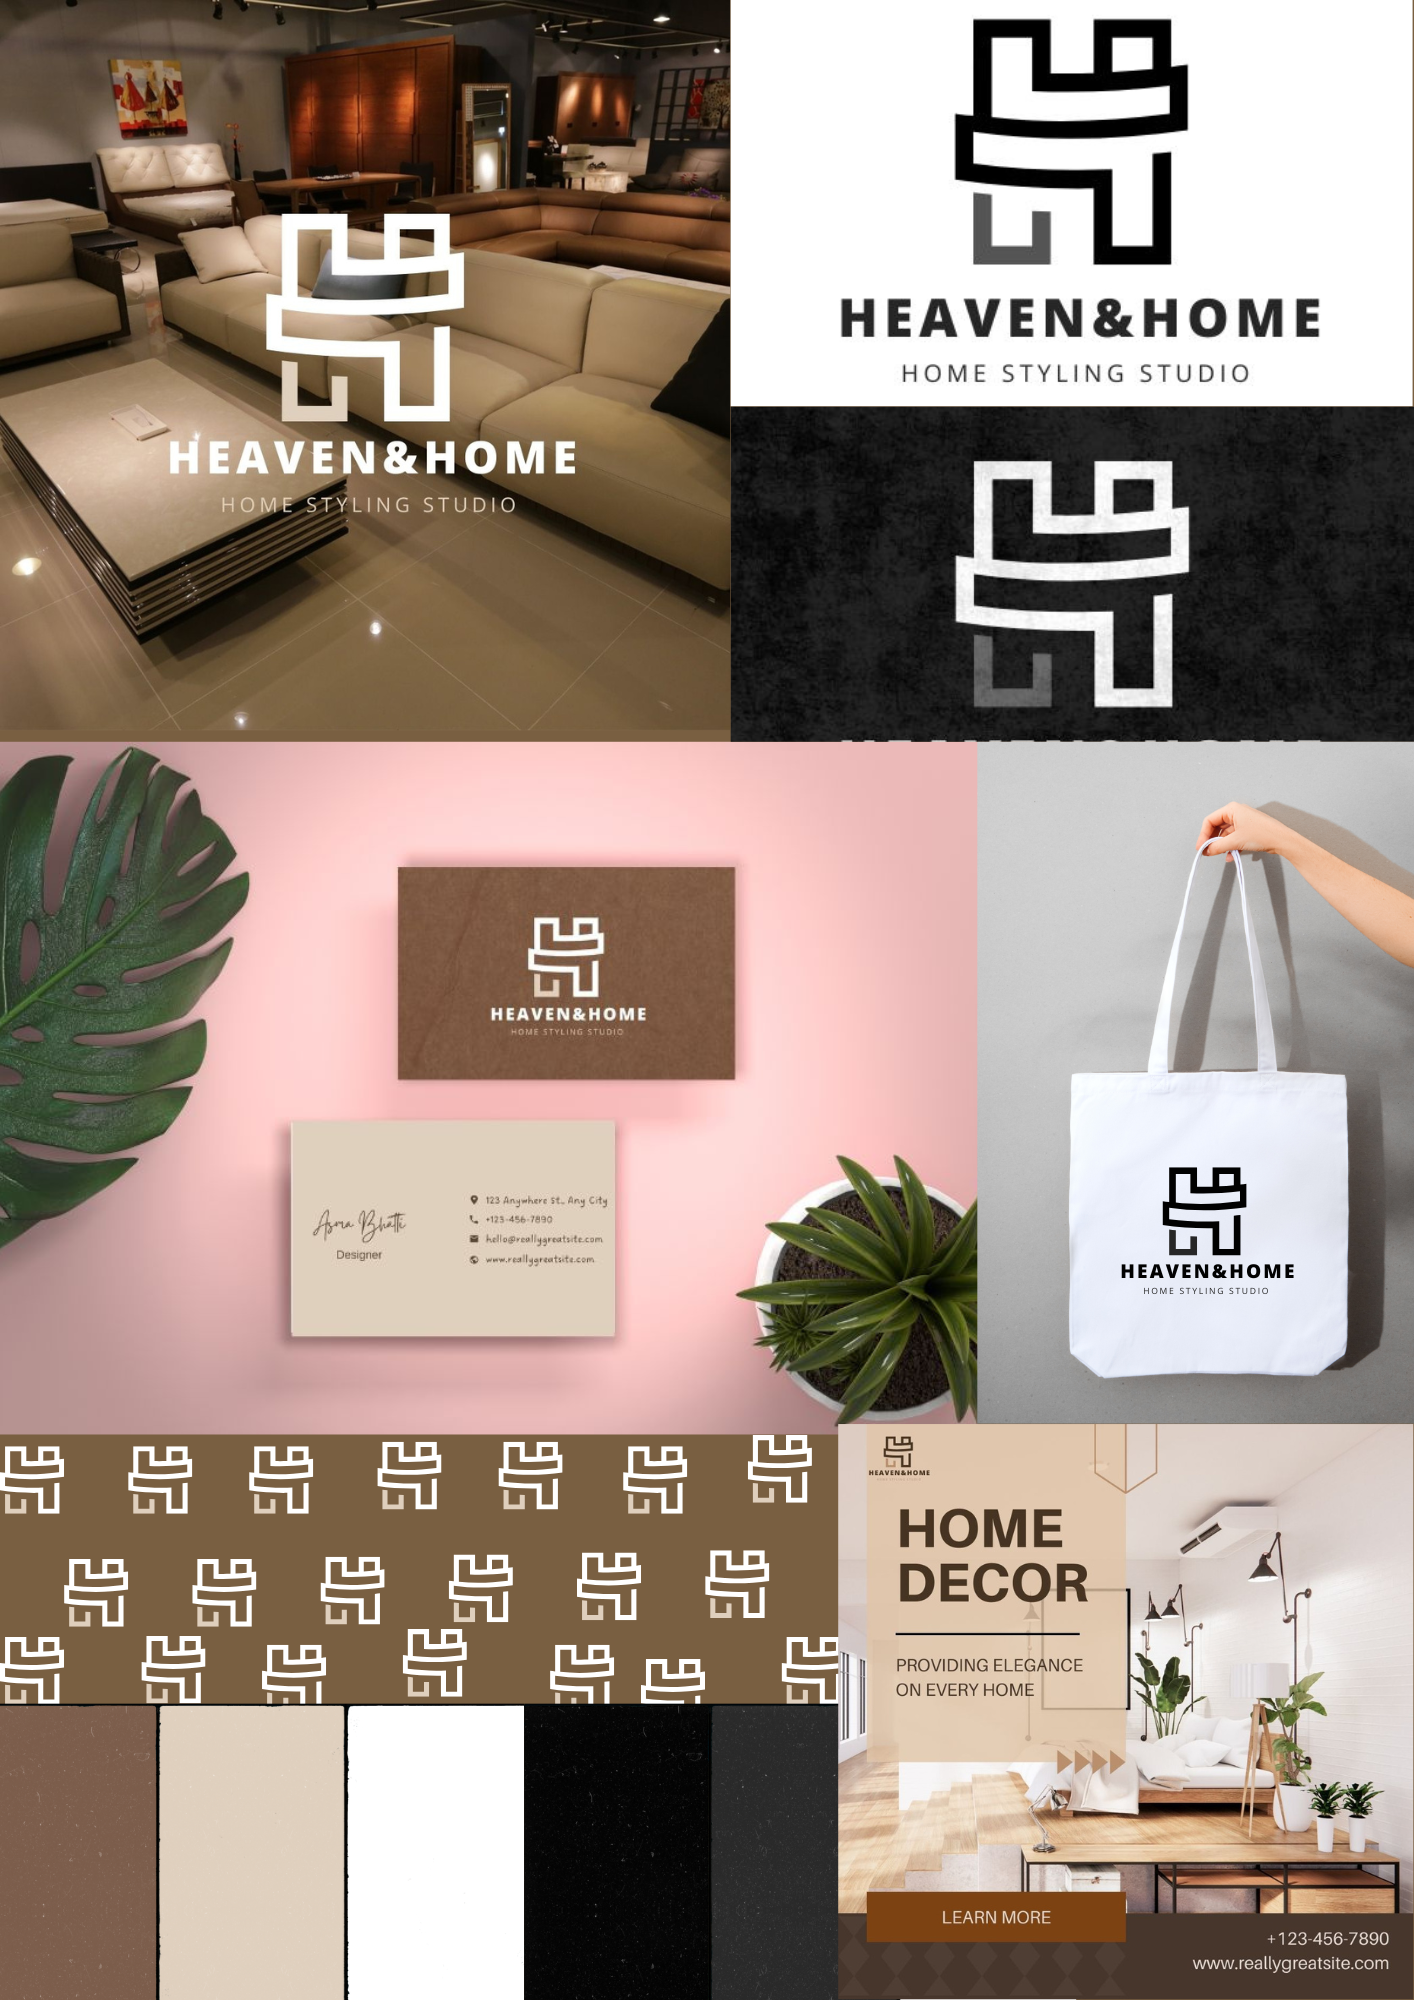 HEAVEN&HOME
HOME STYLING STUDIO
HEAVEN&HOME
HOME STYLING STUDIO
HEAVEN&HOME
HOME STYLING STUDIO
Asma Bhatti
Designer
123 Anywhere St., Any City
+123-456-7890
hello@reallygreatsite.com
www.reallygreatsite.com
HEAVEN&HOME
HOME STYLING STUDIO
HEAVEN&HOME
HOME
DECOR
PROVIDING ELEGANCE
ON EVERY HOME
LEARN MORE
+123-456-7890
www.reallygreatsite.com